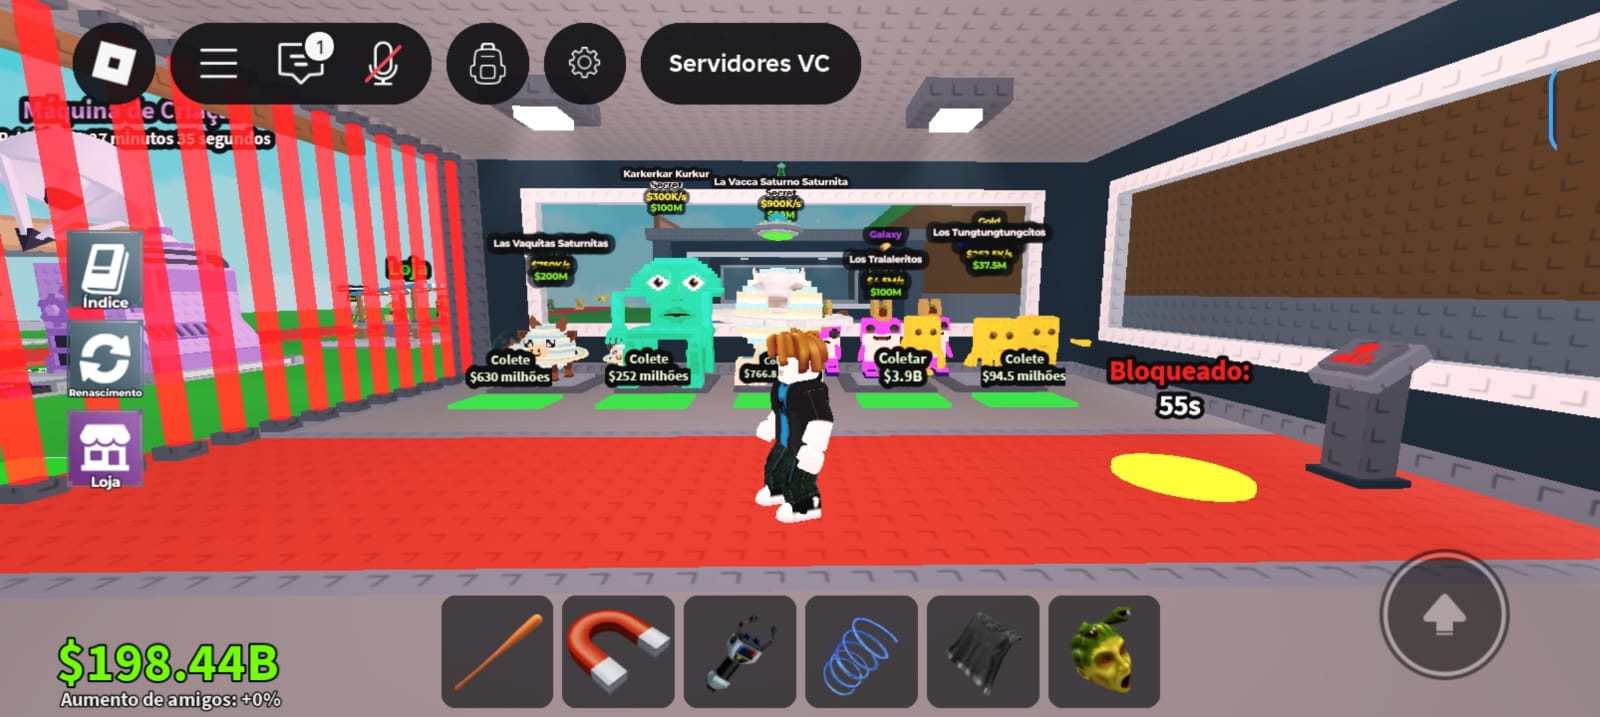 1
Servidores VC
Máquina de Criaç
minutos 35 segundos
Índice
Renascimento
Loja
Loja
Karkerkar Kurkur
Secret
$300K/s
$100M
La Vacca Saturno Saturnita
Secret
$900K/s
Las Vaquitas Saturnitas
$750K/s
$200M
Galaxy
Los Tralaleritos
$100M
Gold
Los Tungtungtungcitos
$37.5M
Colete
$630 milhões
Colete
$252 milhões
$766.8
Coletar
$3.9B
Colete
$94.5 milhões
Bloqueado:
55s
$198.44B
Aumento de amigos: +0%